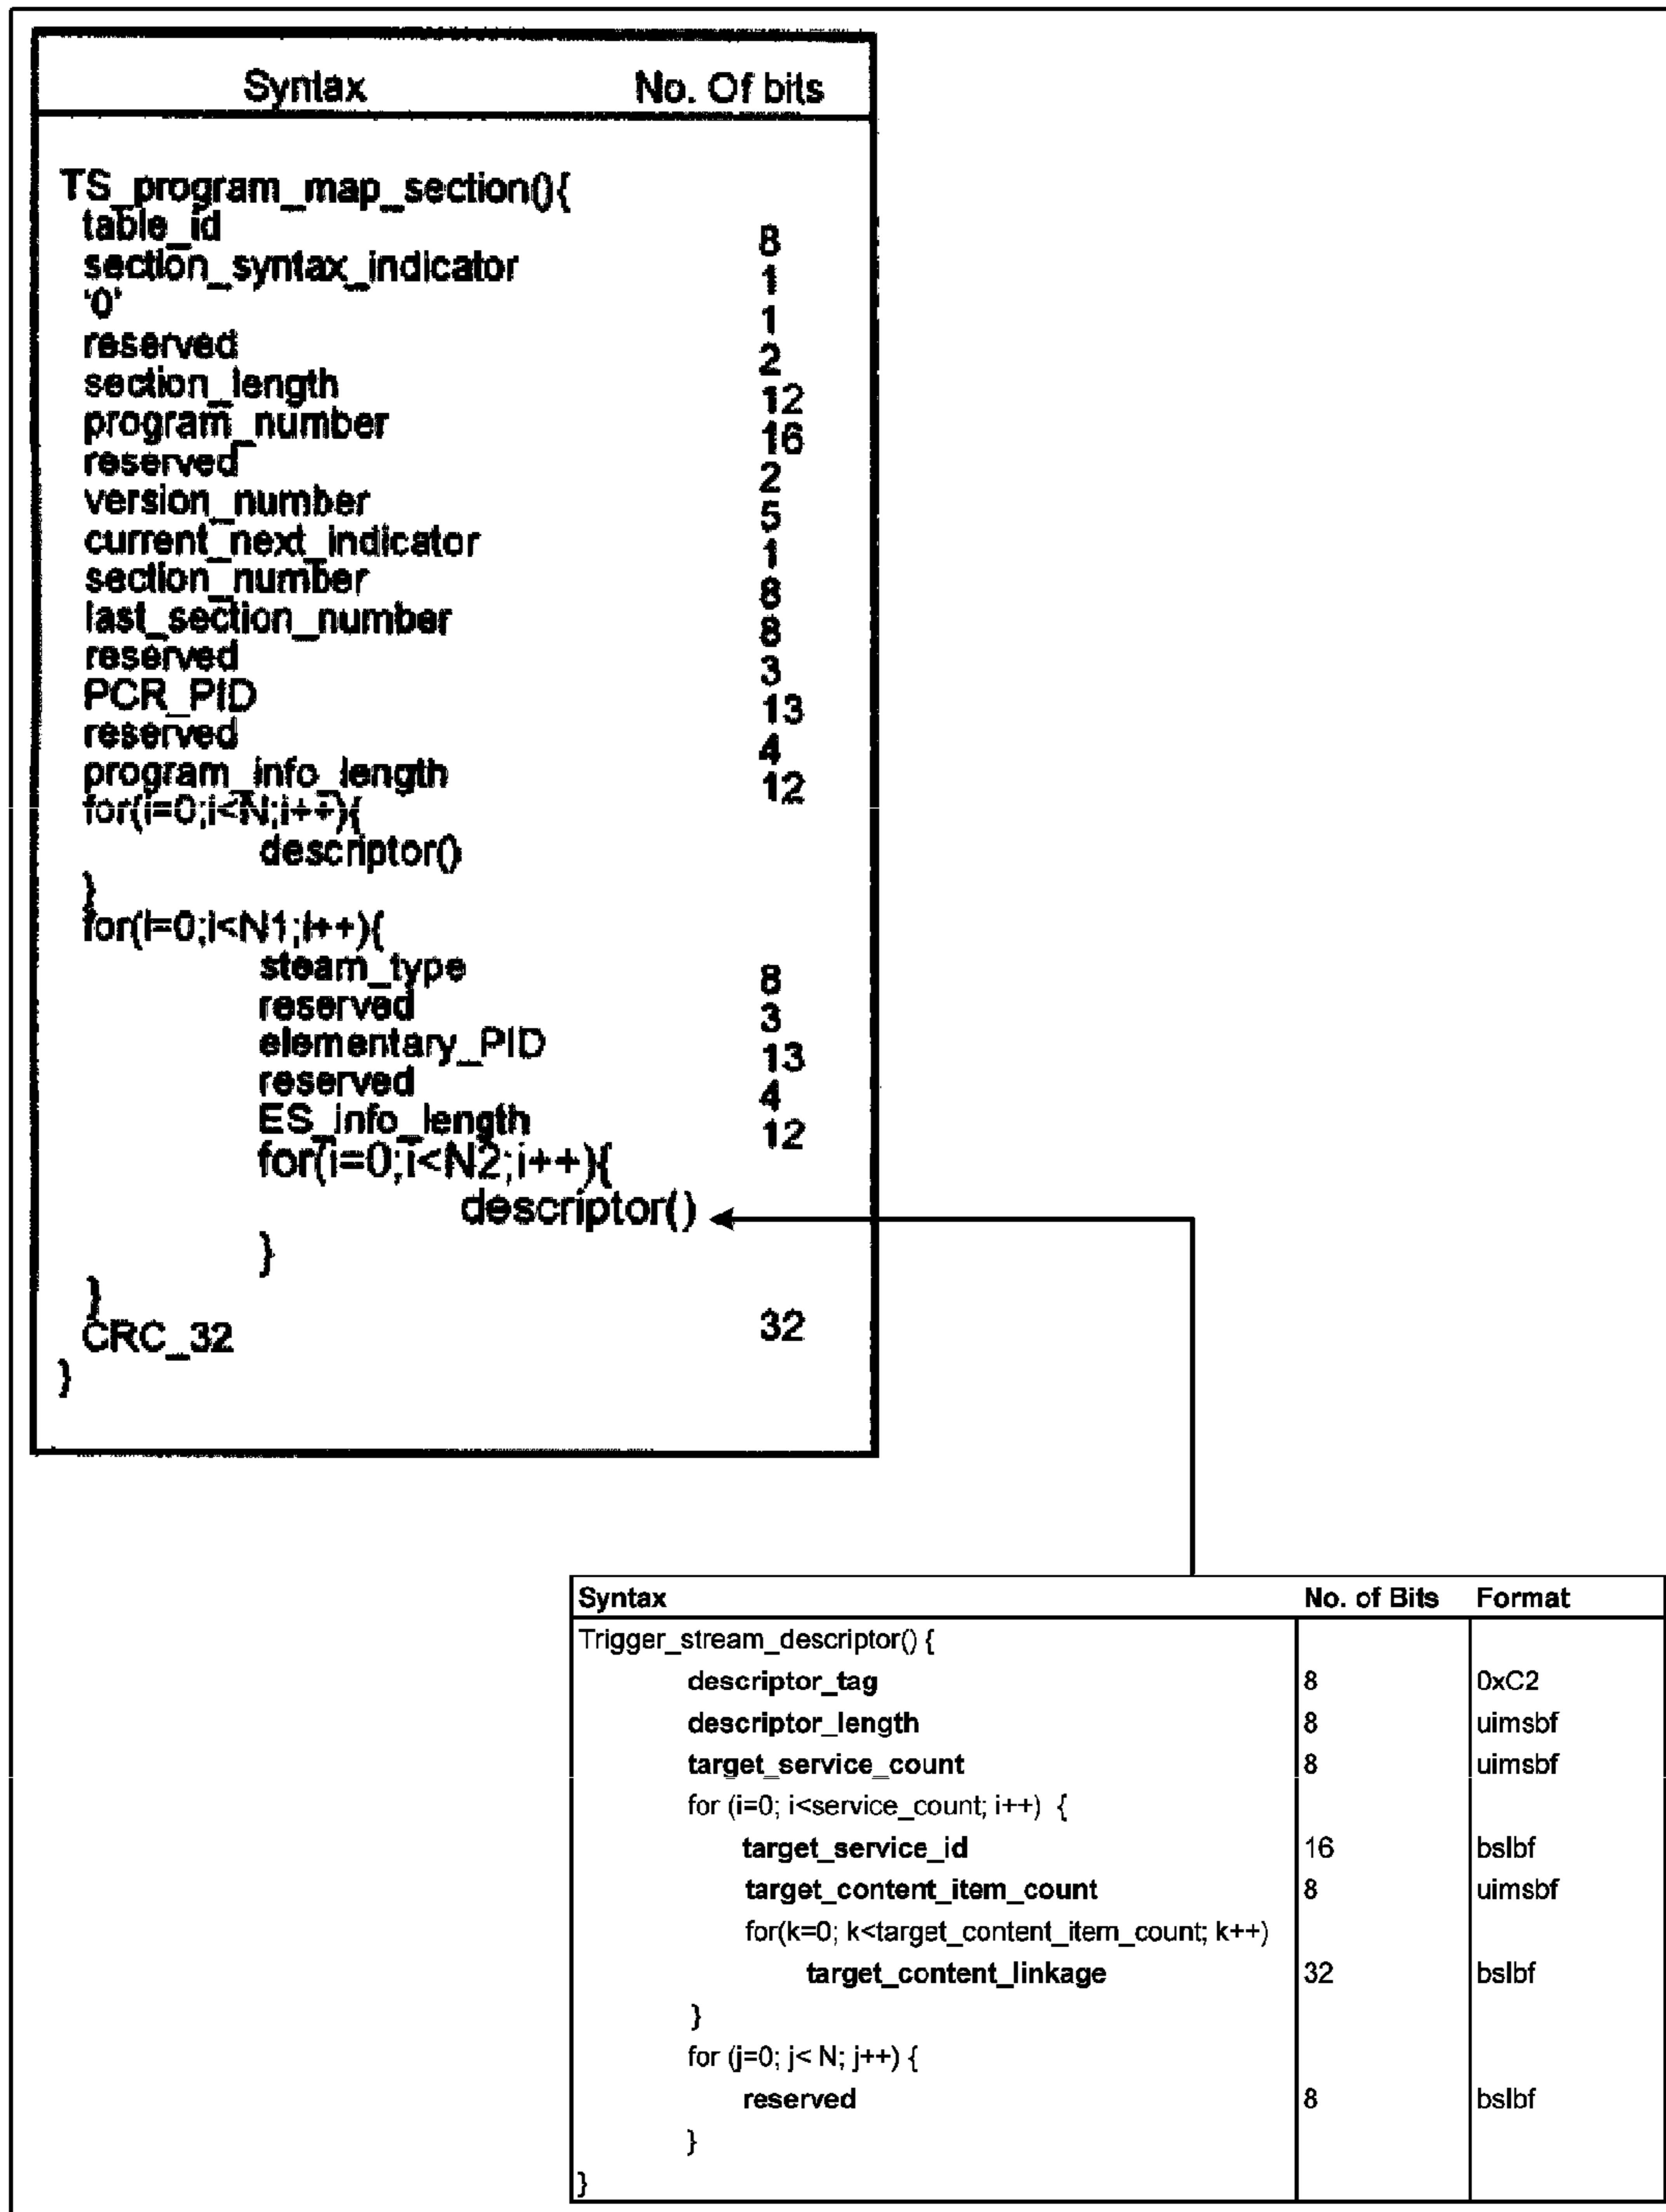 Syntax No. Of bits
TS_program_map_section(){
table_id 8
section_syntax_indicator 1
'0' 1
reserved 2
section_length 12
program_number 16
reserved 2
version_number 5
current_next_indicator 1
section_number 8
last_section_number 8
reserved 3
PCR_PID 13
reserved 4
program_info_length 12
for(i=0;i<N;i++){
descriptor()
}
for(i=0;i<N1;i++){
steam_type 8
reserved 3
elementary_PID 13
reserved 4
ES_info_length 12
for(i=0;i<N2;i++){
descriptor()
}
}
CRC_32 32
}
Syntax No. of Bits Format
Trigger_stream_descriptor() {
descriptor_tag 8 0xC2
descriptor_length 8 uimsbf
target_service_count 8 uimsbf
for (i=0; i<service_count; i++) {
target_service_id 16 bslbf
target_content_item_count 8 uimsbf
for(k=0; k<target_content_item_count; k++)
target_content_linkage 32 bslbf
}
for (j=0; j< N; j++) {
reserved 8 bslbf
}
}